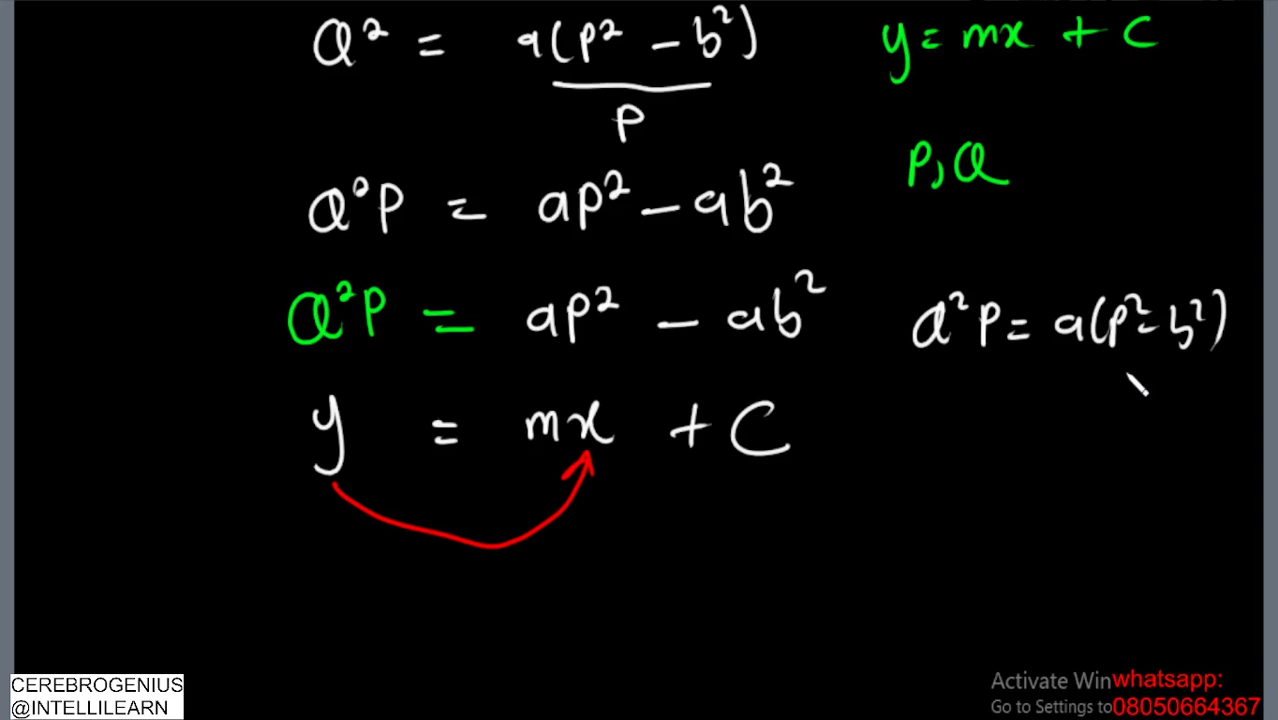 Q² = a(p² - b²)
p
y = mx + c
P, Q
Q²P = ap² - ab²
Q²P = ap² - ab²
Q²P = a(p² - b²)
y = mx + C
CEREBROGENIUS
@INTELLILEARN
Activate Win
Go to Settings to
whatsapp:
08050664367